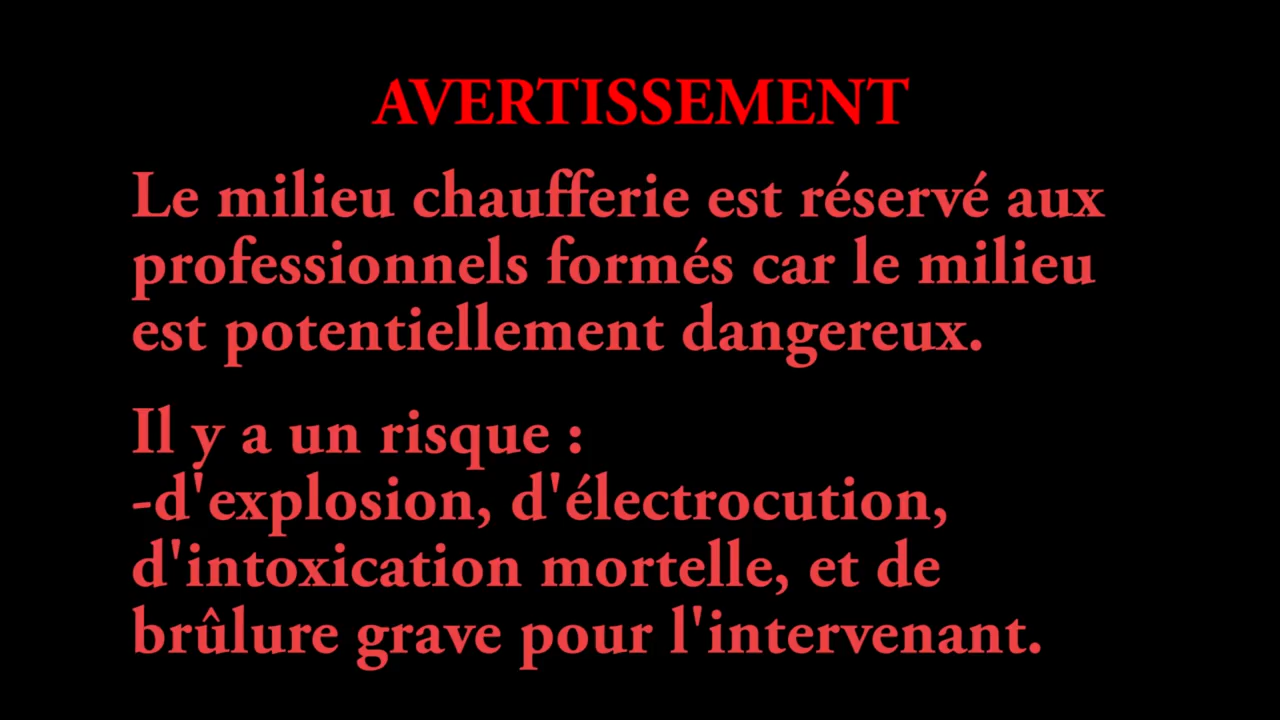 AVERTISSEMENT
Le milieu chaufferie est réservé aux
professionnels formés car le milieu
est potentiellement dangereux.
Il y a un risque :
-d'explosion, d'électrocution,
d'intoxication mortelle, et de
brûlure grave pour l'intervenant.